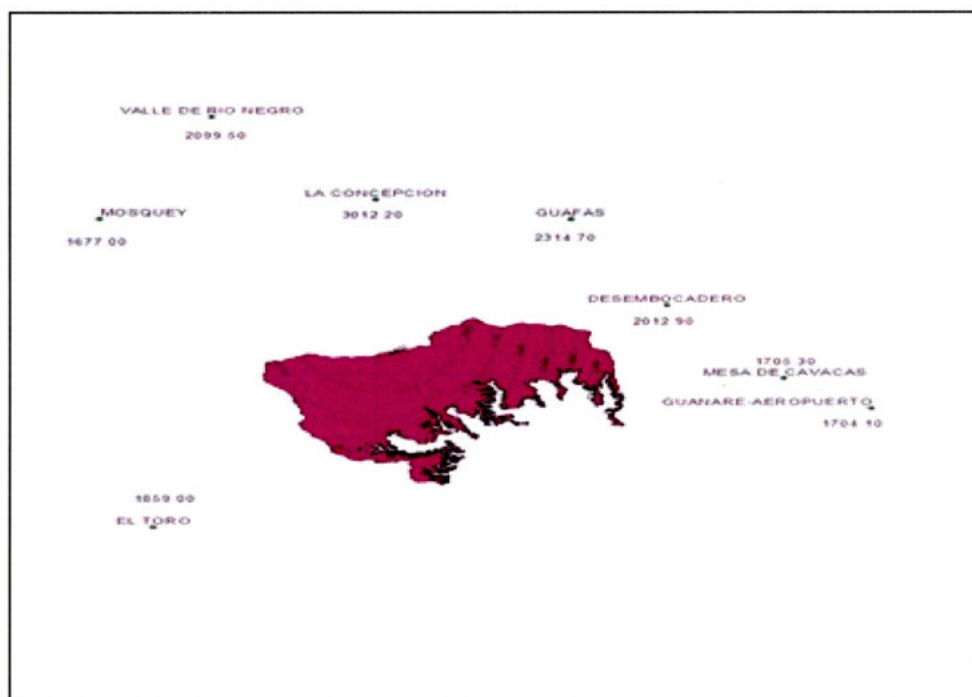 VALLE DE RIO NEGRO
2099 50
LA CONCEPCION
3012 20
MOSQUEY
1677 00
GUAFAS
2314 70
DESEMBOCADERO
2012 90
1705 30
MESA DE CAVACAS
GUANARE-AEROPUERTO
1704 10
1659 00
EL TORO